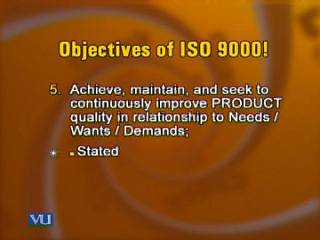 Objectives of ISO 9000!
5. Achieve, maintain, and seek to
continuously improve PRODUCT
quality in relationship to Needs /
Wants / Demands;
Stated
VU